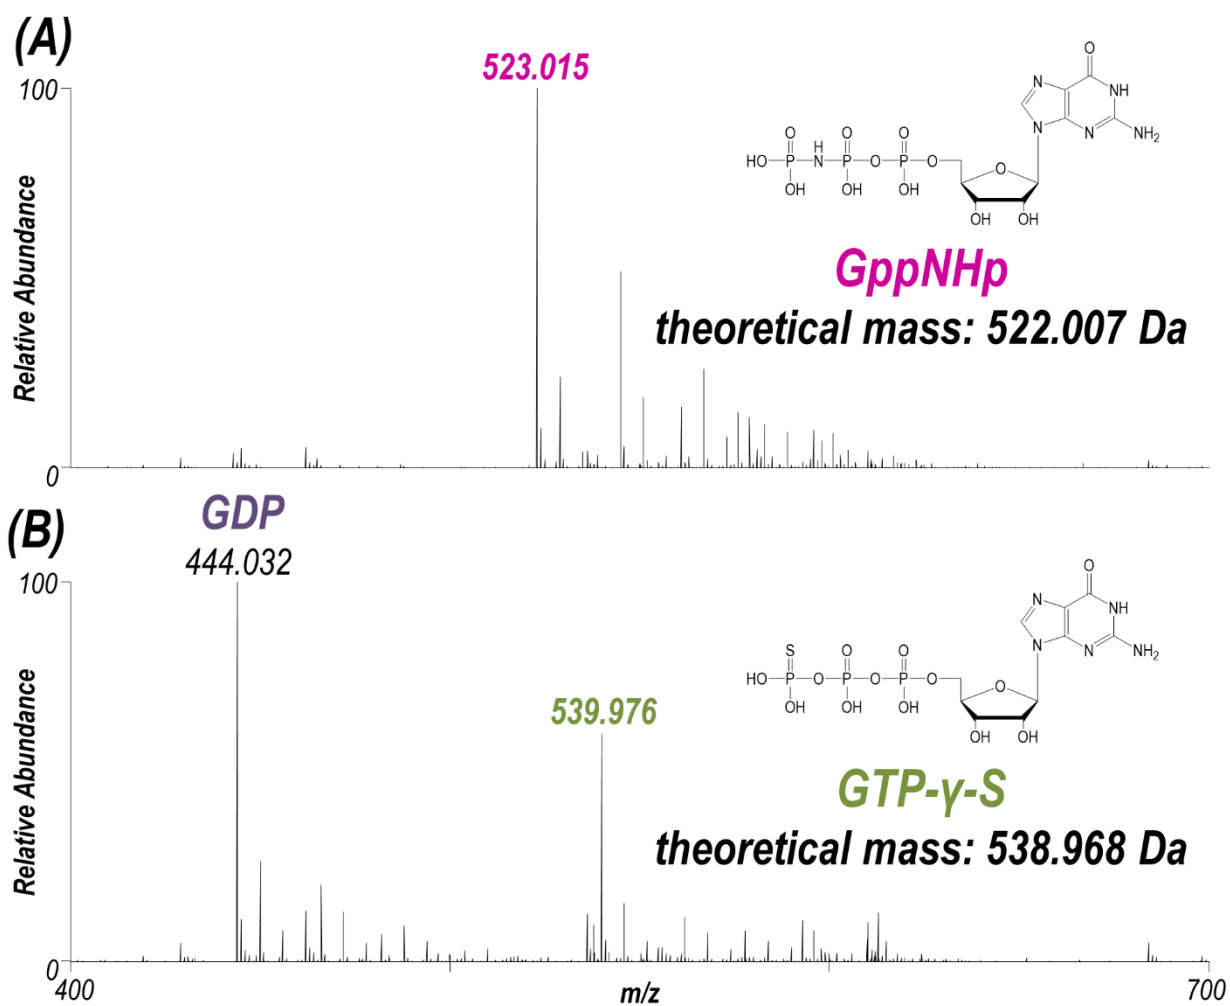 (A)
523.015
100
Relative Abundance
0
O
N
NH
N
N
NH2
O
O
O
HO
P
H
N
P
O
P
O
O
OH
OH
OH
OH
OH
GppNHp
theoretical mass: 522.007 Da
(B)
GDP
444.032
100
539.976
Relative Abundance
0
O
N
NH
N
N
NH2
S
O
O
HO
P
O
P
O
P
O
O
OH
OH
OH
OH
OH
GTP-γ-S
theoretical mass: 538.968 Da
400
m/z
700